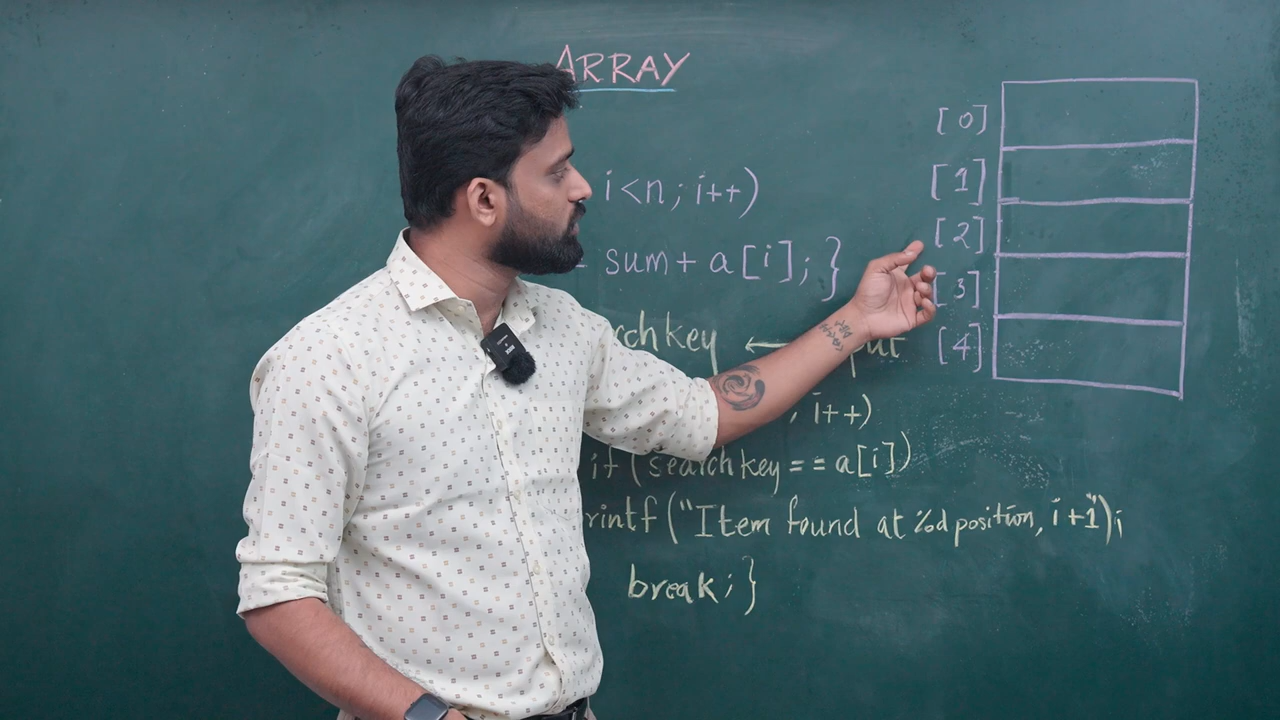 ARRAY
i<n; i++)
= sum + a[i]; }
rch key ←
, i++)
if (search key == a[i])
rintf ("Item found at %d position, i+1");
break; }
[0]
[1]
[2]
[3]
[4]